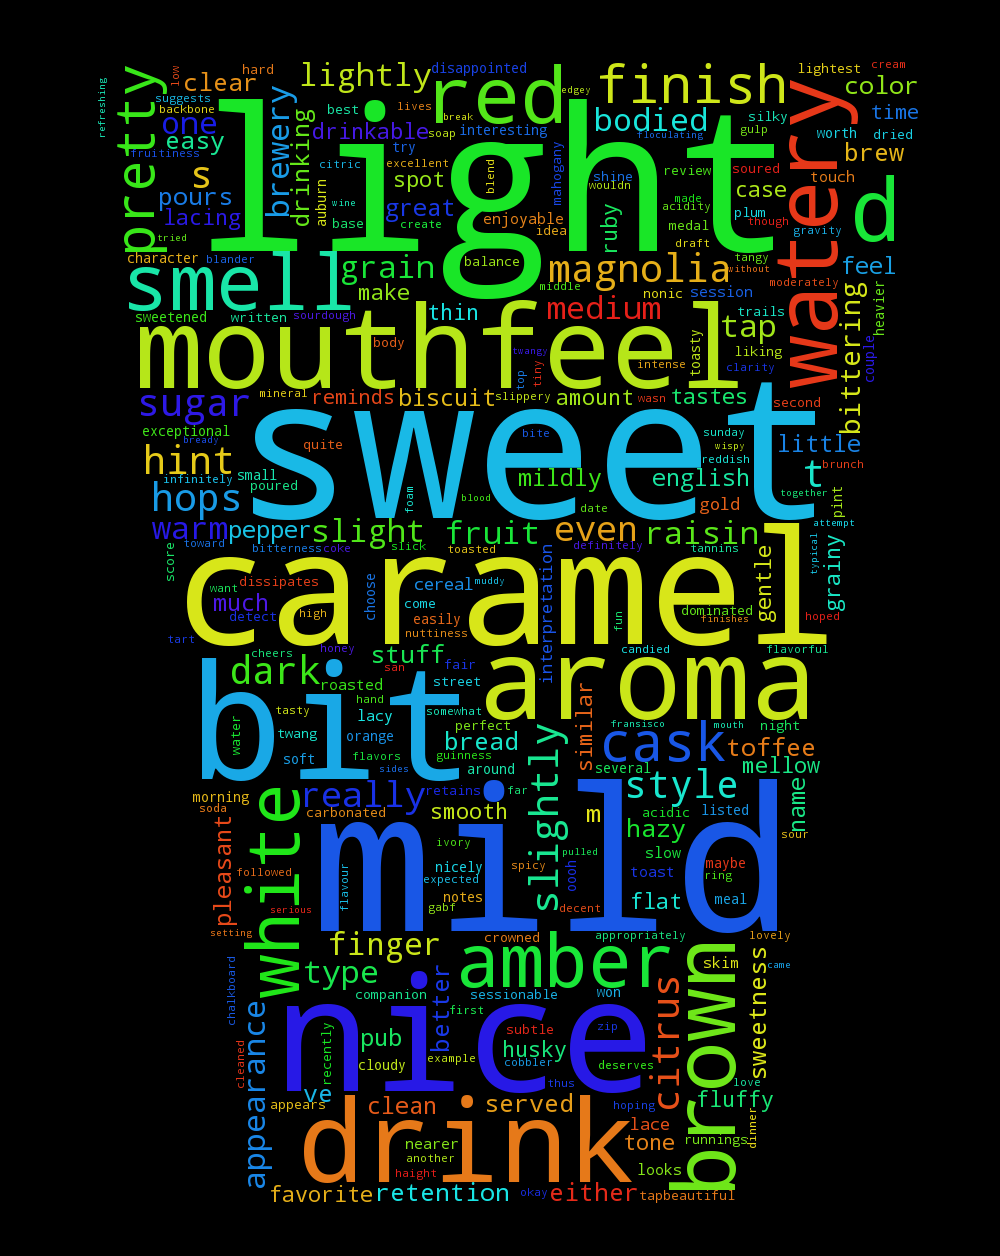 light
sweet
caramel
mild
bit
nice
mouthfeel
drink
aroma
red
finish
watery
d
smell
amber
brown
white
cask
pretty
lightly
clear
hard
low
disappointed
edgey
lightest
cream
color
time
refreshing
suggests
backbone
one
easy
fruitiness
s
pours
lacing
tried
brewery
drinking
best
lives
break
drinkable
soap
interesting
try
citric
excellent
auburn
wine
base
spot
great
create
blend
enjoyable
idea
mahogany
bodied
floculating
silky
gulp
shine
wouldn
review
made
acidity
ruby
medal
draft
case
plum
though
worth
dried
brew
soured
touch
gravity
feel
tangy
without
moderately
character
blander
grain
balance
magnolia
middle
make
nonic
session
sweetened
written
sourdough
thin
medium
tap
trails
toasty
liking
clarity
heavier
couple
bittering
body
twangy
intense
top
tiny
sugar
mineral
reminds
biscuit
slippery
amount
wasn
tastes
second
exceptional
bready
quite
bite
sunday
wispy
little
hint
infinitely
small
poured
reddish
brunch
hops
mildly
english
t
together
foam
blood
date
gold
pint
attempt
warm
pepper
slight
fruit
even
raisin
score
toward
bitterness
coke
slick
toasted
definitely
tannins
typical
grainy
gentle
want
dissipates
choose
cereal
muddy
interpretation
much
detect
high
come
easily
nuttiness
fun
dominated
finishes
hoped
tart
cheers
honey
stuff
fair
san
candied
flavorful
dark
roasted
hand
street
tasty
lacy
somewhat
perfect
similar
fransisco
mouth
night
water
twang
orange
bread
guinness
toffee
soft
flavors
sides
around
slightly
several
mellow
style
morning
soda
really
retains
far
carbonated
smooth
m
acidic
listed
name
hazy
sour
ivory
pulled
slow
maybe
pleasant
followed
flavour
nicely
expected
spicy
oooh
toast
ring
notes
gabf
decent
flat
meal
serious
setting
finger
crowned
appropriately
lovely
type
skim
came
chalkboard
companion
better
sessionable
won
citrus
sweetness
first
appearance
cleaned
recently
pub
subtle
zip
husky
cloudy
example
cobbler
deserves
ve
thus
love
appears
clean
served
hoping
fluffy
lace
nearer
tone
runnings
dinner
another
haight
looks
favorite
retention
okay
either
tap
beautiful